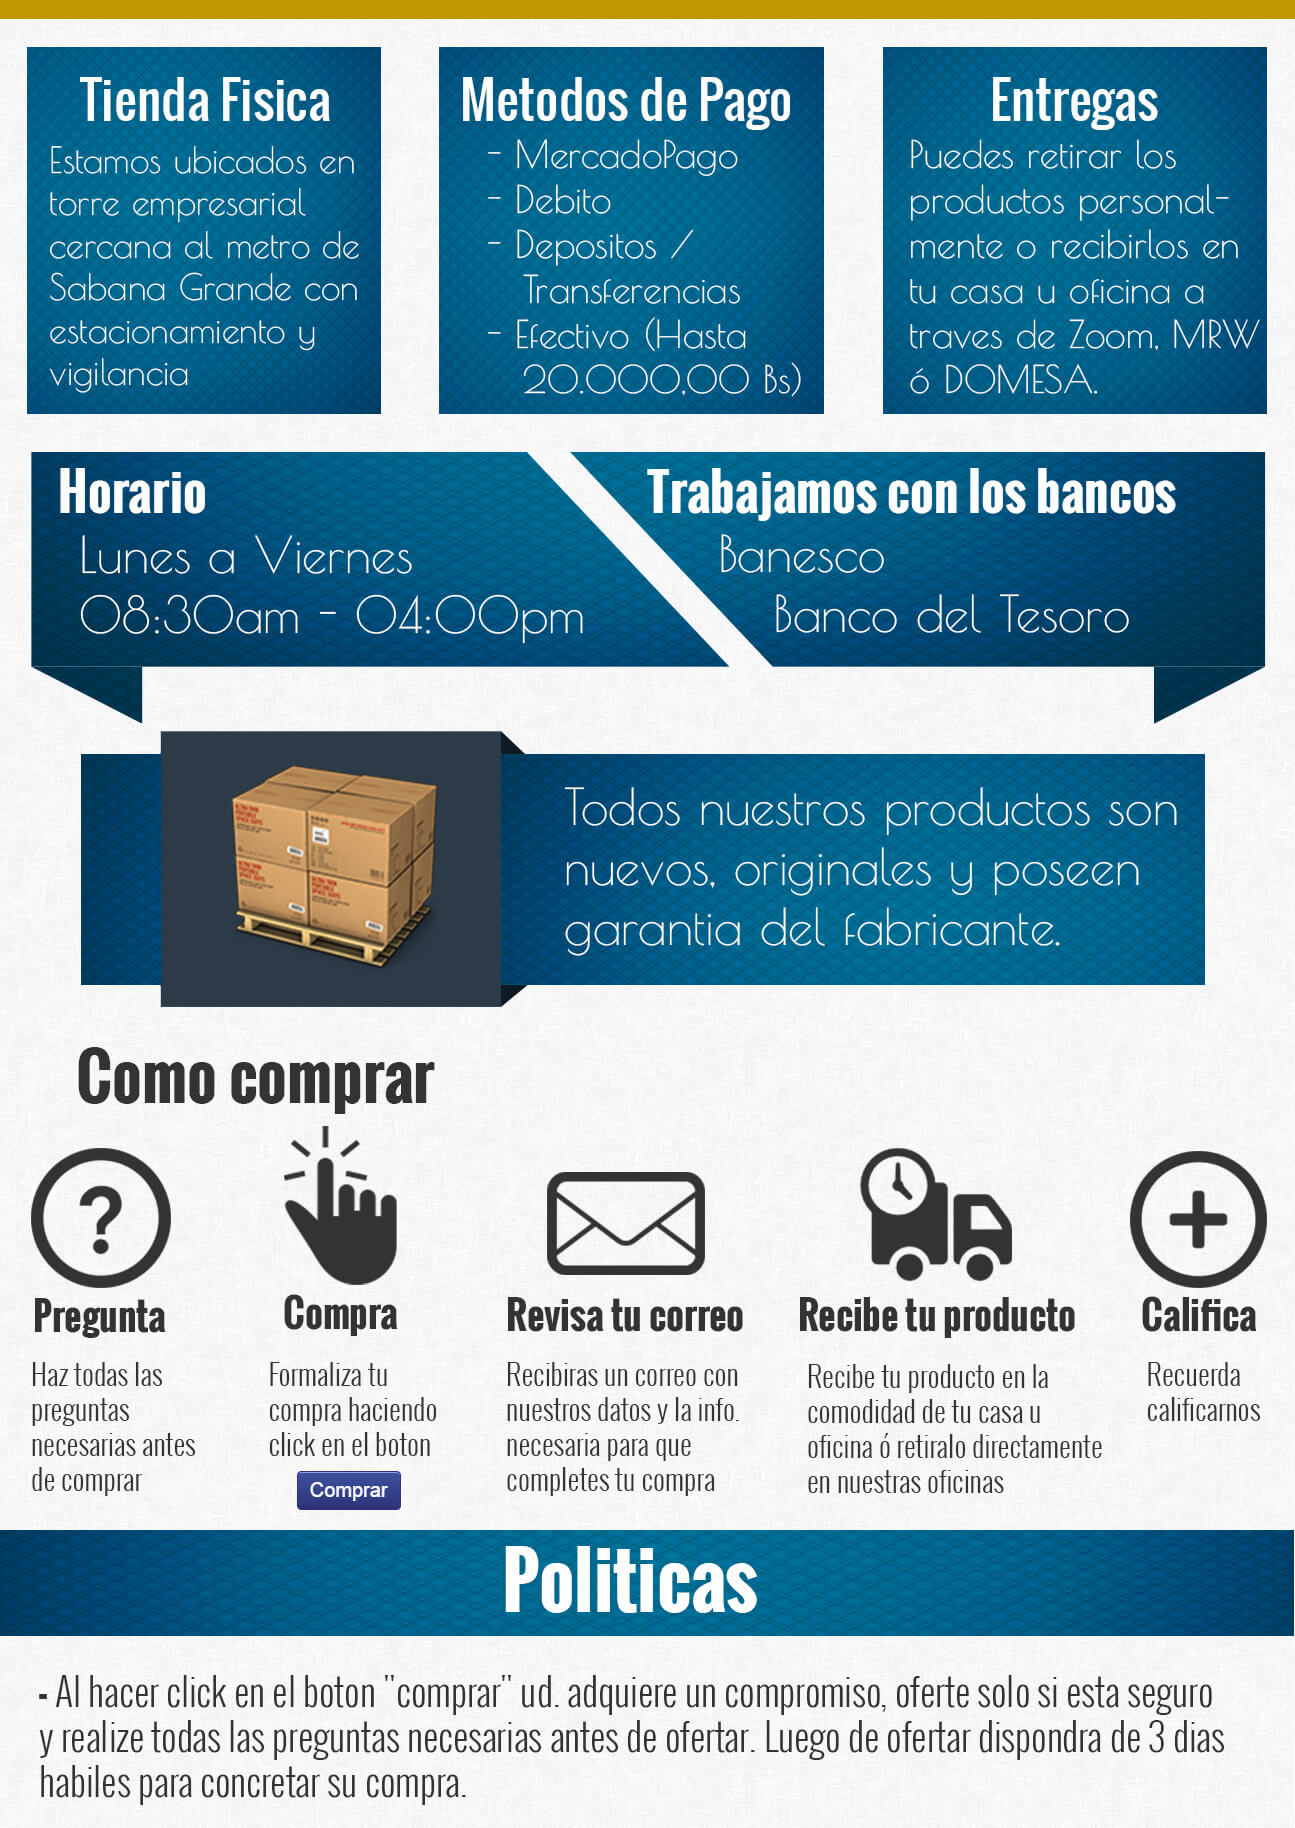 Tienda Fisica
Estamos ubicados en
torre empresarial
cercana al metro de
Sabana Grande con
estacionamiento y
vigilancia
Metodos de Pago
- MercadoPago
- Debito
- Depositos /
Transferencias
- Efectivo (Hasta
20.000,00 Bs)
Entregas
Puedes retirar los
productos personal-
mente o recibirlos en
tu casa u oficina a
traves de Zoom, MRW
ó DOMESA.
Horario
Lunes a Viernes
08:30am - 04:00pm
Trabajamos con los bancos
Banesco
Banco del Tesoro
Todos nuestros productos son
nuevos, originales y poseen
garantia del fabricante.
Como comprar
?
Pregunta
Haz todas las
preguntas
necesarias antes
de comprar
Compra
Formaliza tu
compra haciendo
click en el boton
Comprar
Revisa tu correo
Recibiras un correo con
nuestros datos y la info.
necesaria para que
completes tu compra
Recibe tu producto
Recibe tu producto en la
comodidad de tu casa u
oficina ó retiralo directamente
en nuestras oficinas
Califica
Recuerda
calificarnos
Politicas
- Al hacer click en el boton "comprar" ud. adquiere un compromiso, oferte solo si esta seguro
y realize todas las preguntas necesarias antes de ofertar. Luego de ofertar dispondra de 3 dias
habiles para concretar su compra.